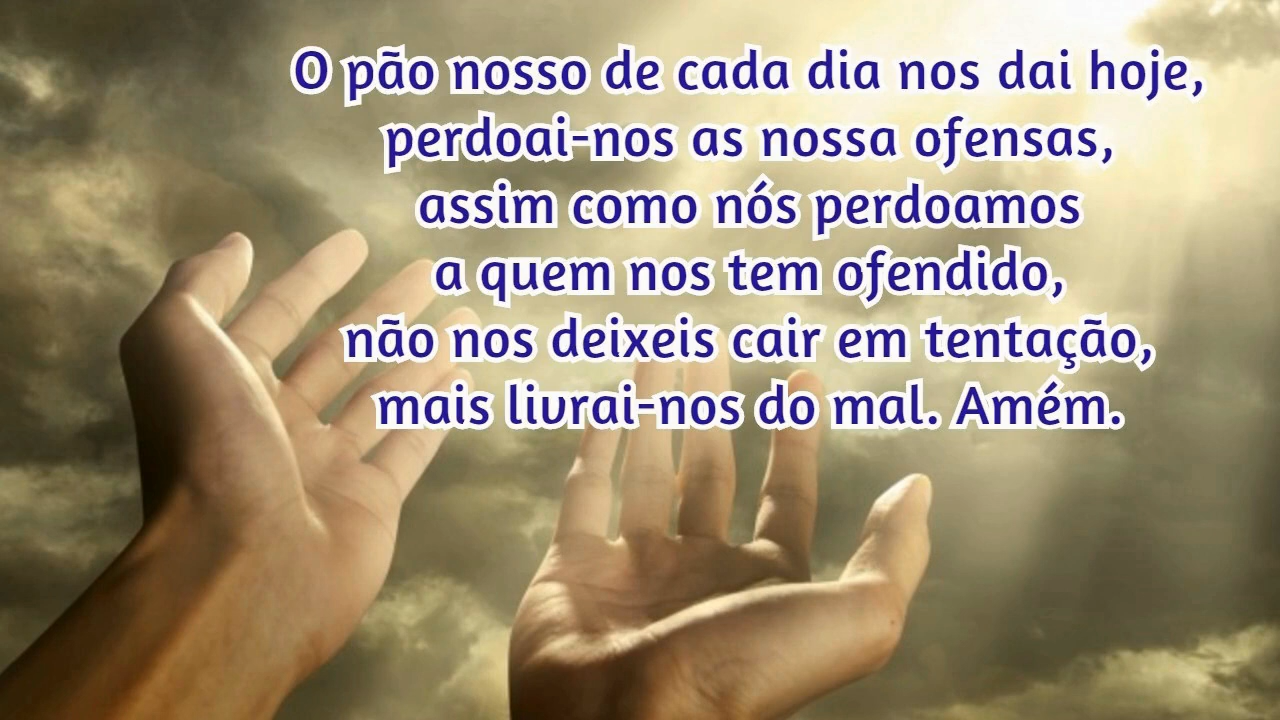 O pão nosso de cada dia nos dai hoje,
perdoai-nos as nossa ofensas,
assim como nós perdoamos
a quem nos tem ofendido,
não nos deixeis cair em tentação,
mais livrai-nos do mal. Amém.